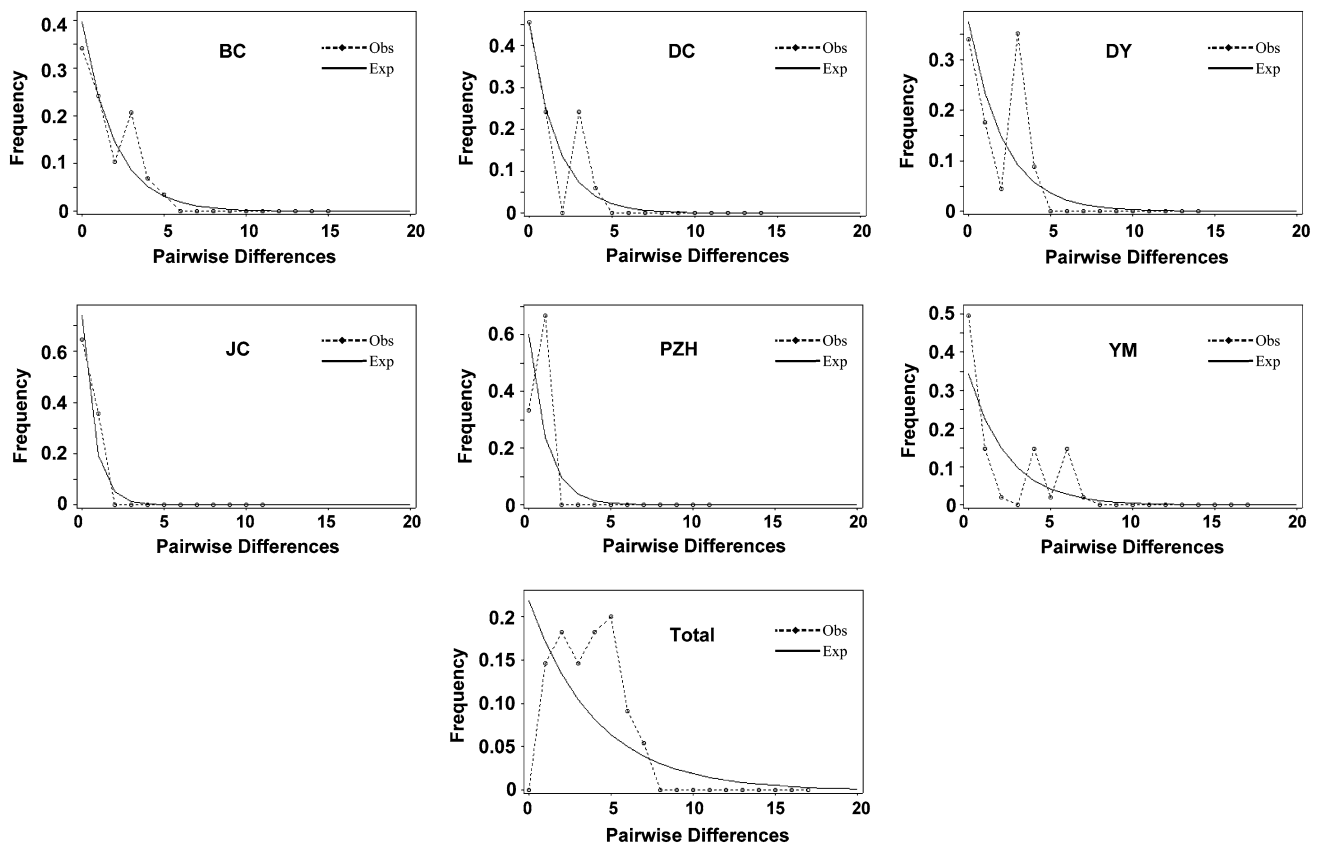 BC
Obs
Exp
Frequency
0.4
0.3
0.2
0.1
0
0 5 10 15 20
Pairwise Differences
DC
Obs
Exp
Frequency
0.4
0.3
0.2
0.1
0
0 5 10 15 20
Pairwise Differences
DY
Obs
Exp
Frequency
0.3
0.2
0.1
0
0 5 10 15 20
Pairwise Differences
JC
Obs
Exp
Frequency
0.6
0.4
0.2
0
0 5 10 15 20
Pairwise Differences
PZH
Obs
Exp
Frequency
0.6
0.4
0.2
0
0 5 10 15 20
Pairwise Differences
YM
Obs
Exp
Frequency
0.5
0.4
0.3
0.2
0.1
0
0 5 10 15 20
Pairwise Differences
Total
Obs
Exp
Frequency
0.2
0.15
0.10
0.05
0
0 5 10 15 20
Pairwise Differences